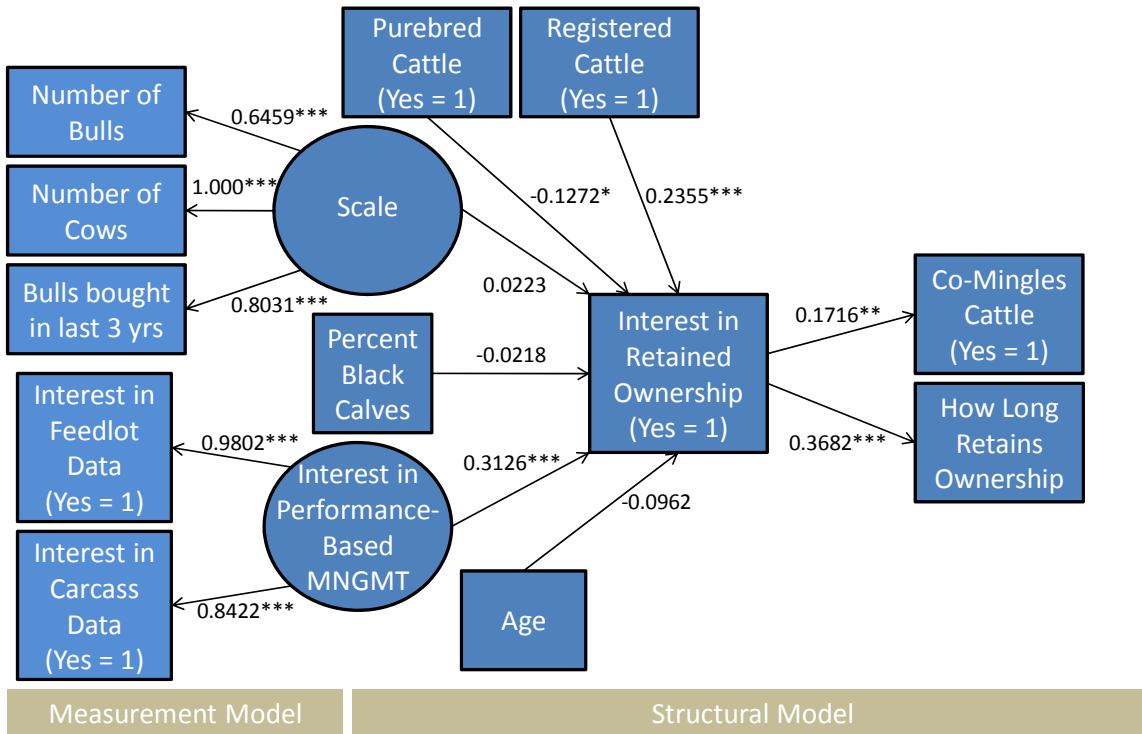 Purebred
Cattle
(Yes = 1)
Registered
Cattle
(Yes = 1)
Number of
Bulls
0.6459***
Number of
Cows
1.000***
Scale
-0.1272*
0.2355***
Bulls bought
in last 3 yrs
0.8031***
0.0223
Percent
Black
Calves
-0.0218
Interest in
Retained
Ownership
(Yes = 1)
0.1716**
Co-Mingles
Cattle
(Yes = 1)
0.3682***
How Long
Retains
Ownership
Interest in
Feedlot
Data
(Yes = 1)
0.9802***
Interest in
Performance-
Based
MNGMT
0.3126***
-0.0962
Interest in
Carcass
Data
(Yes = 1)
0.8422***
Age
Measurement Model
Structural Model